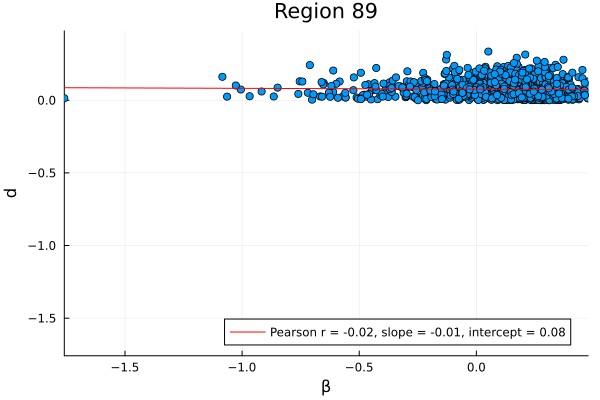 Region 89
0.0
−0.5
−1.0
−1.5
d
Pearson r = -0.02, slope = -0.01, intercept = 0.08
−1.5 −1.0 −0.5 0.0
β